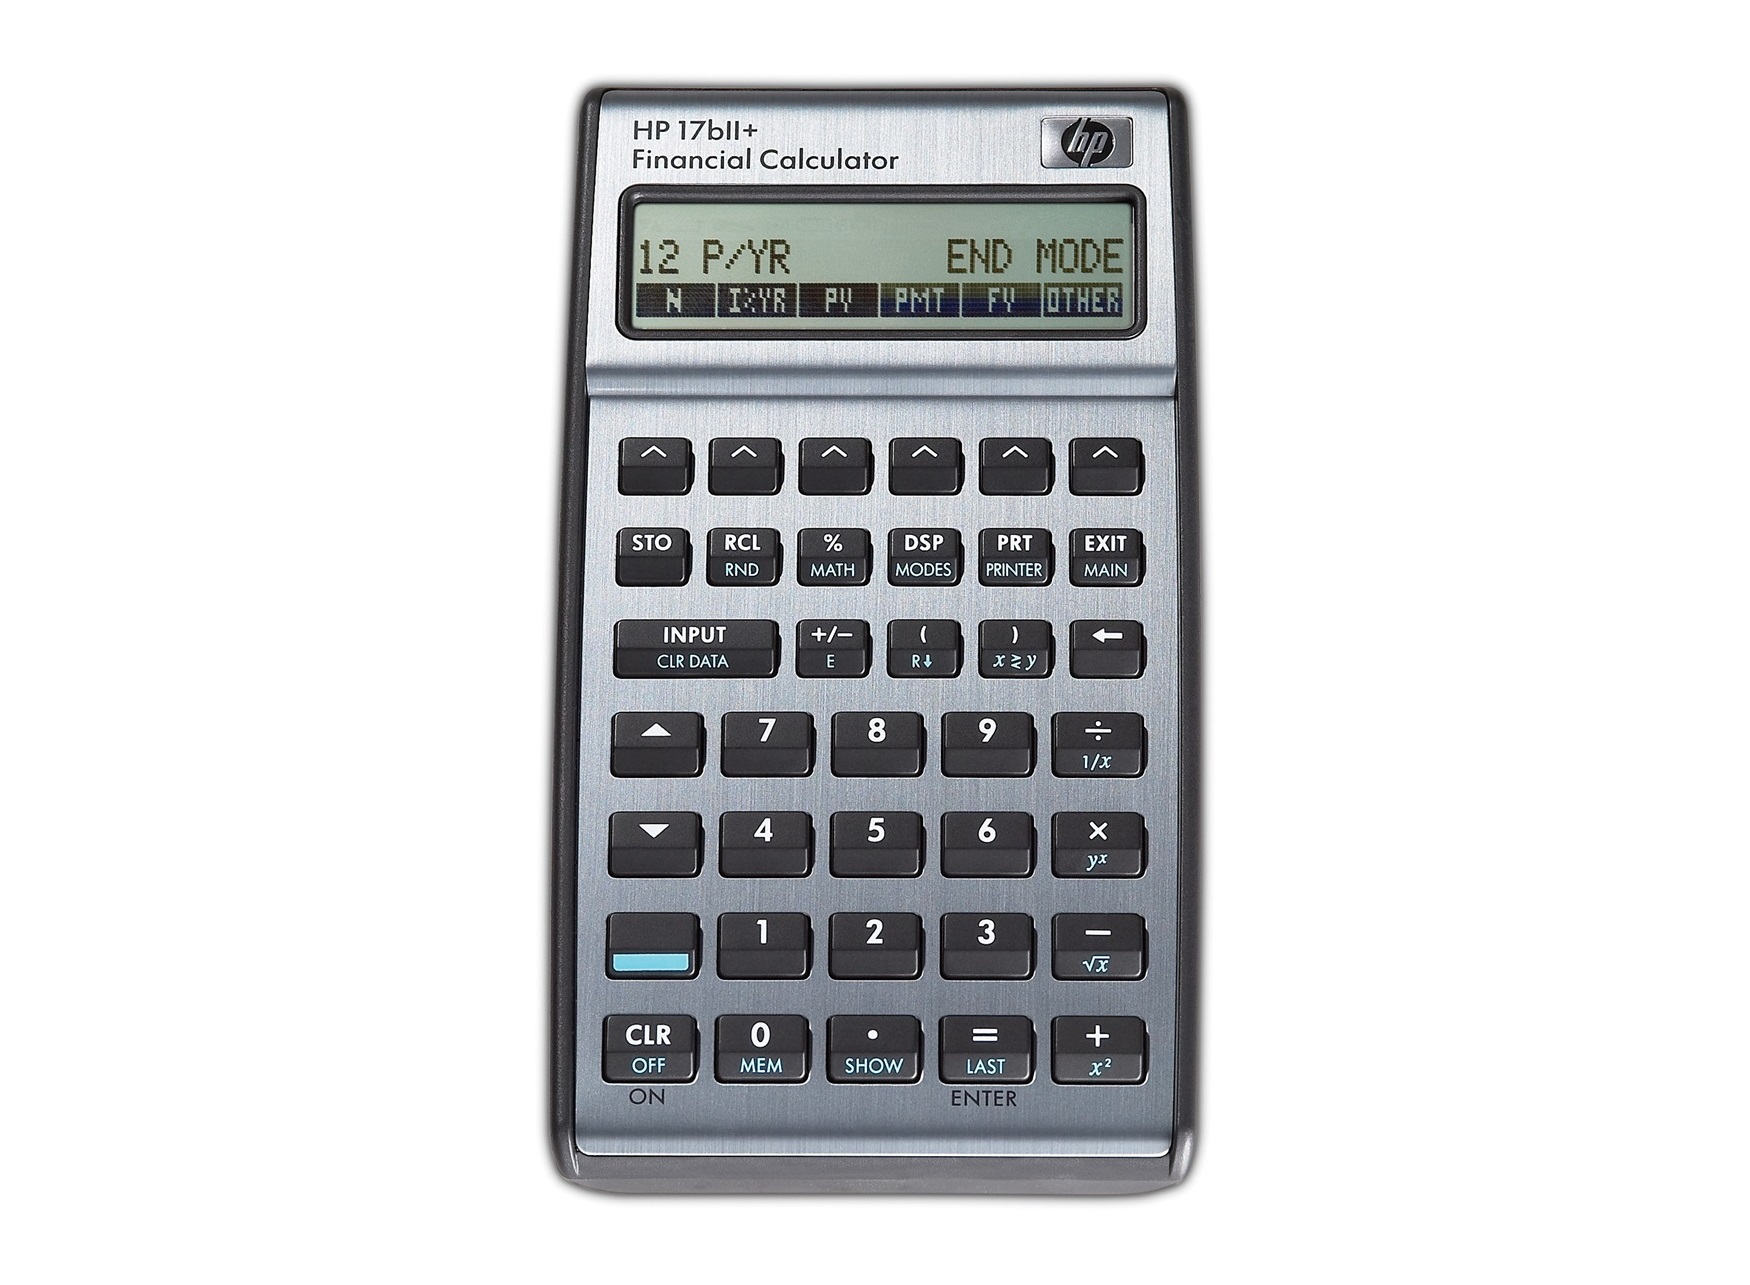 HP 17bII+
Financial Calculator
hp
12 P/YR END MODE
N I%YR PV PMT FV OTHER
STO RCL % DSP PRT EXIT
RND MATH MODES PRINTER MAIN
INPUT +/− ( ) ←
CLR DATA E R↓ x≷y
7 8 9 ÷
1/x
4 5 6 ×
yˣ
1 2 3 −
√x
CLR 0 • = +
OFF MEM SHOW LAST x²
ON ENTER